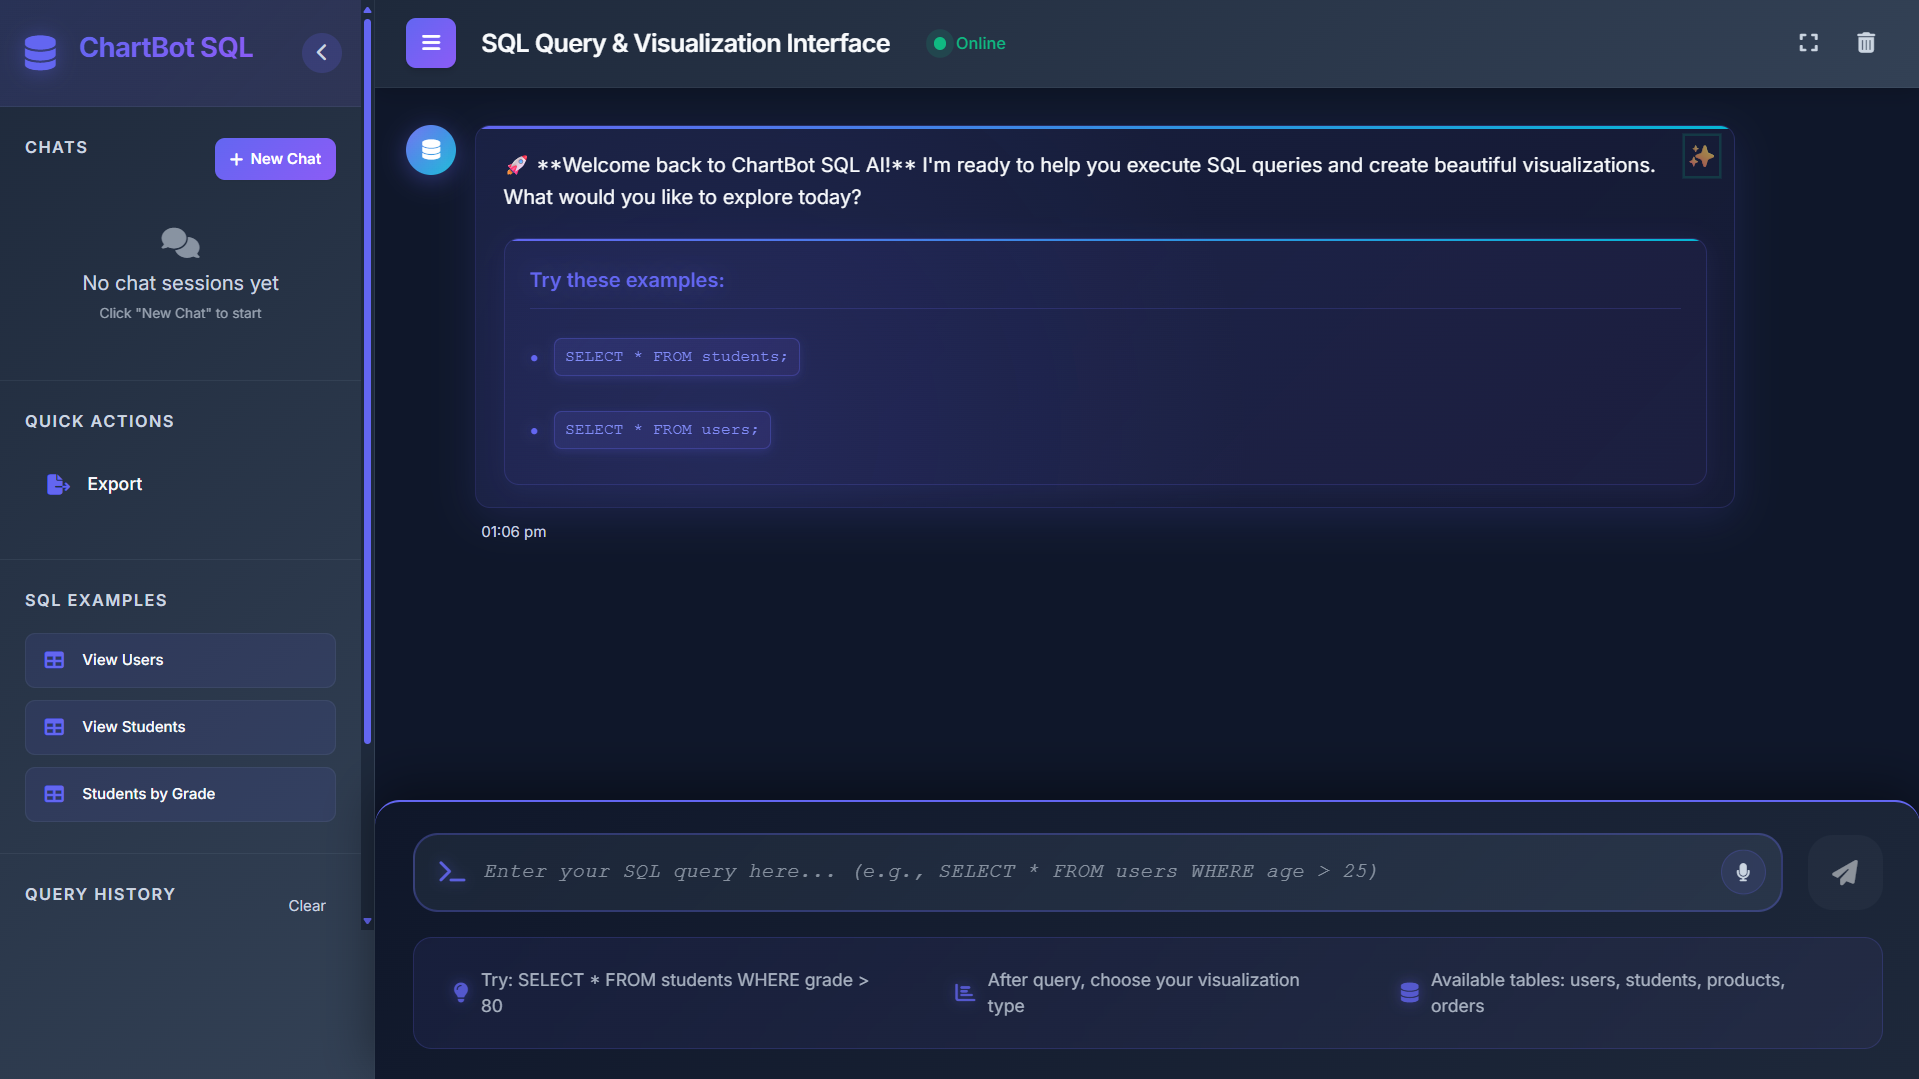 ChartBot SQL
CHATS
New Chat
No chat sessions yet
Click "New Chat" to start
QUICK ACTIONS
Export
SQL EXAMPLES
View Users
View Students
Students by Grade
QUERY HISTORY
Clear
SQL Query & Visualization Interface
Online
🚀 **Welcome back to ChartBot SQL AI!** I'm ready to help you execute SQL queries and create beautiful visualizations.
What would you like to explore today?
Try these examples:
SELECT * FROM students;
SELECT * FROM users;
01:06 pm
Enter your SQL query here... (e.g., SELECT * FROM users WHERE age > 25)
Try: SELECT * FROM students WHERE grade >
80
After query, choose your visualization
type
Available tables: users, students, products,
orders